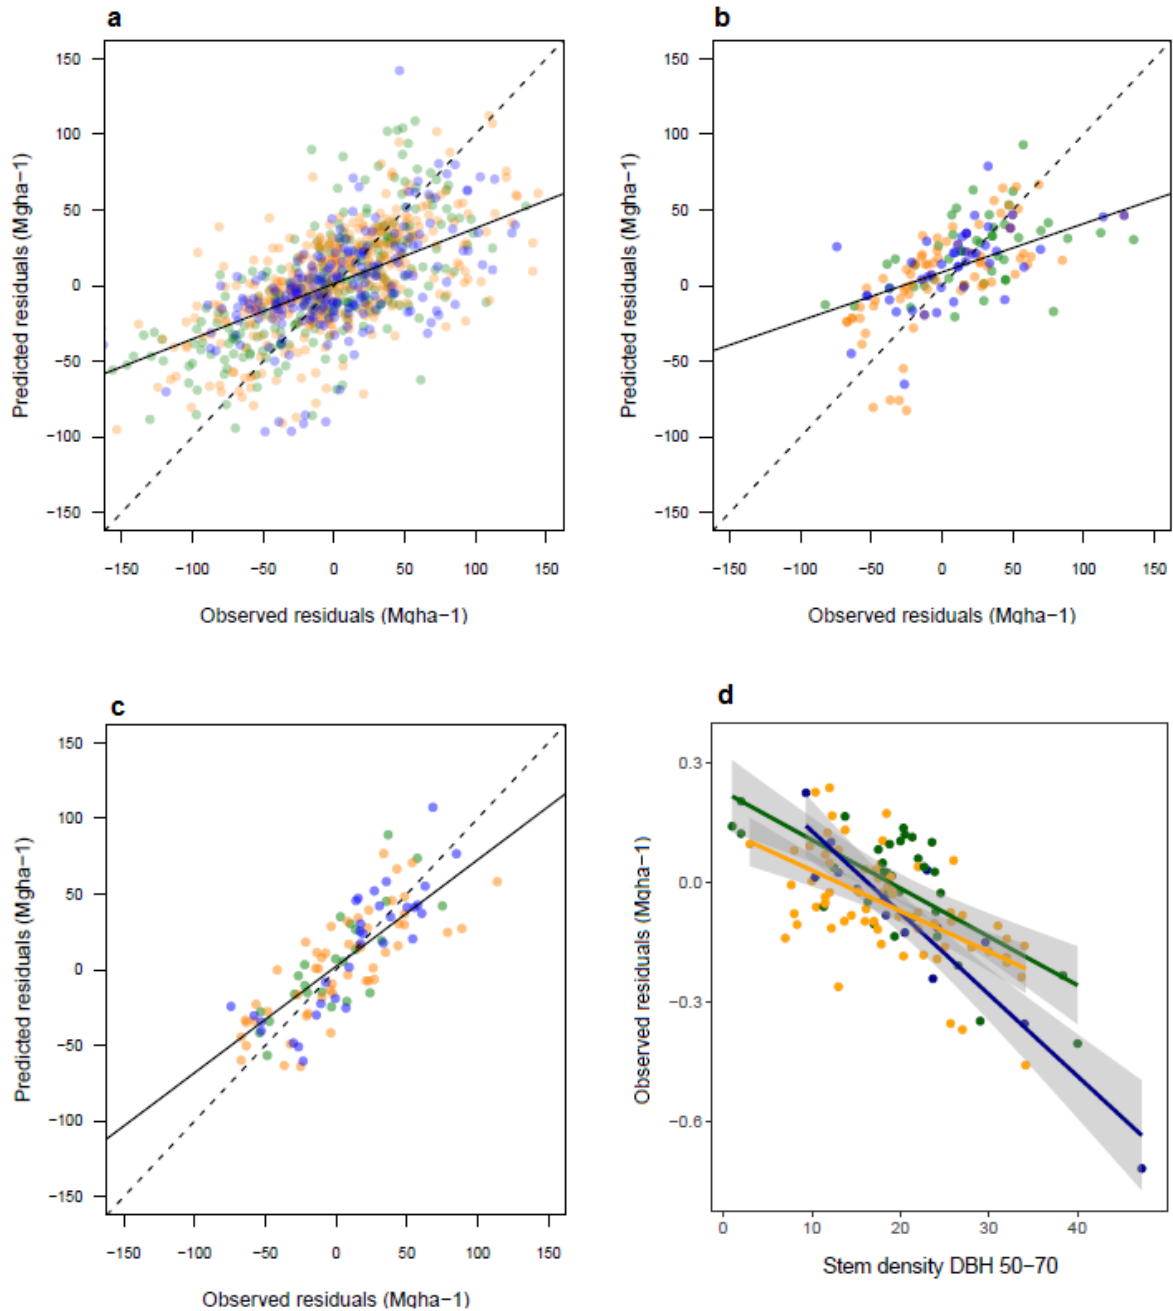 a
150
100
50
0
−50
−100
−150
−150 −100 −50 0 50 100 150
Predicted residuals (Mgha−1)
Observed residuals (Mgha−1)
b
150
100
50
0
−50
−100
−150
−150 −100 −50 0 50 100 150
Predicted residuals (Mgha−1)
Observed residuals (Mgha−1)
c
150
100
50
0
−50
−100
−150
−150 −100 −50 0 50 100 150
Predicted residuals (Mgha−1)
Observed residuals (Mgha−1)
d
0.3
0.0
−0.3
−0.6
0 10 20 30 40
Observed residuals (Mgha−1)
Stem density DBH 50−70